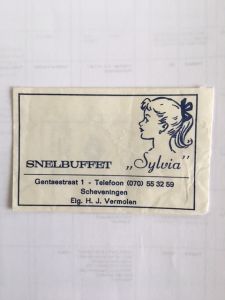 SNELBUFFET „Sylvia”
Gentsestraat 1 - Telefoon (070) 55 32 59
Scheveningen
Eig. H. J. Vermolen